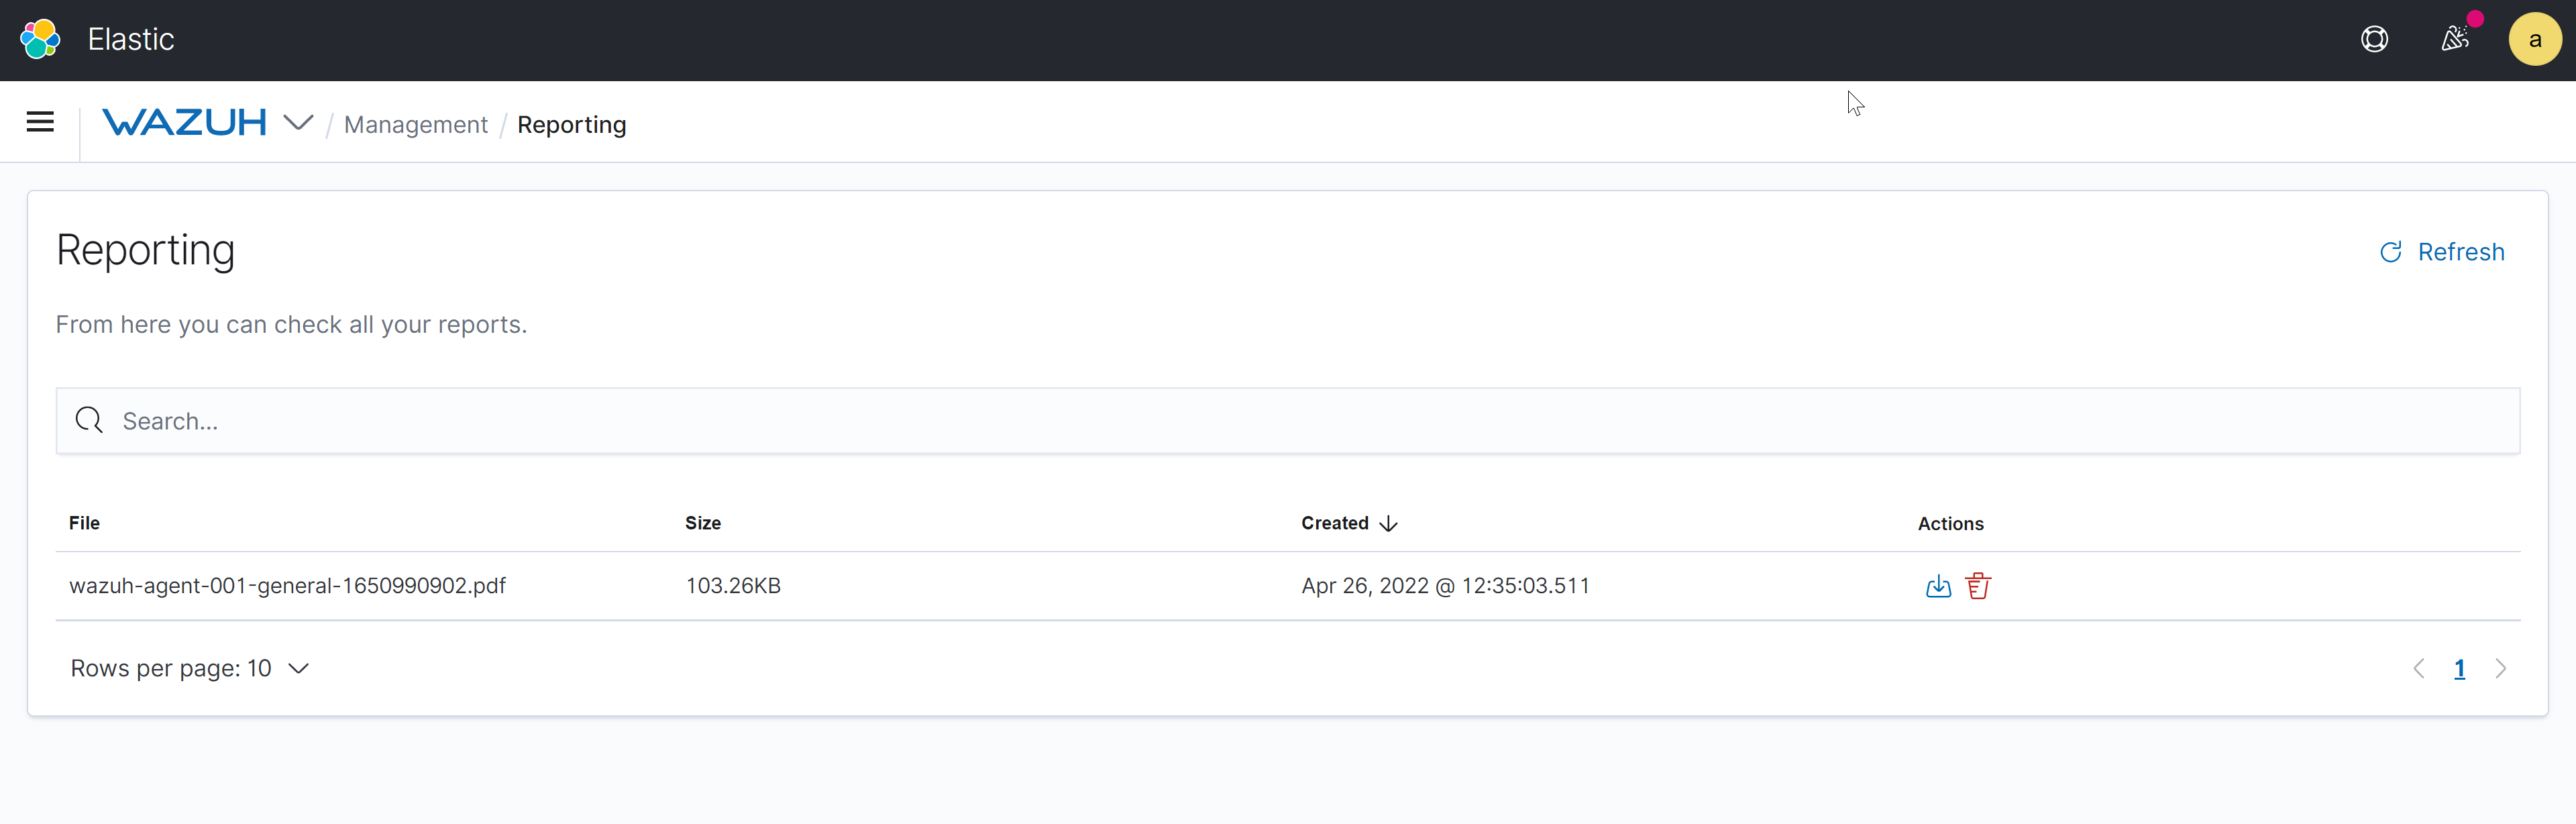 Elastic
a
WAZUH / Management / Reporting
Reporting
Refresh
From here you can check all your reports.
Search...
File Size Created Actions
wazuh-agent-001-general-1650990902.pdf 103.26KB Apr 26, 2022 @ 12:35:03.511
Rows per page: 10
1